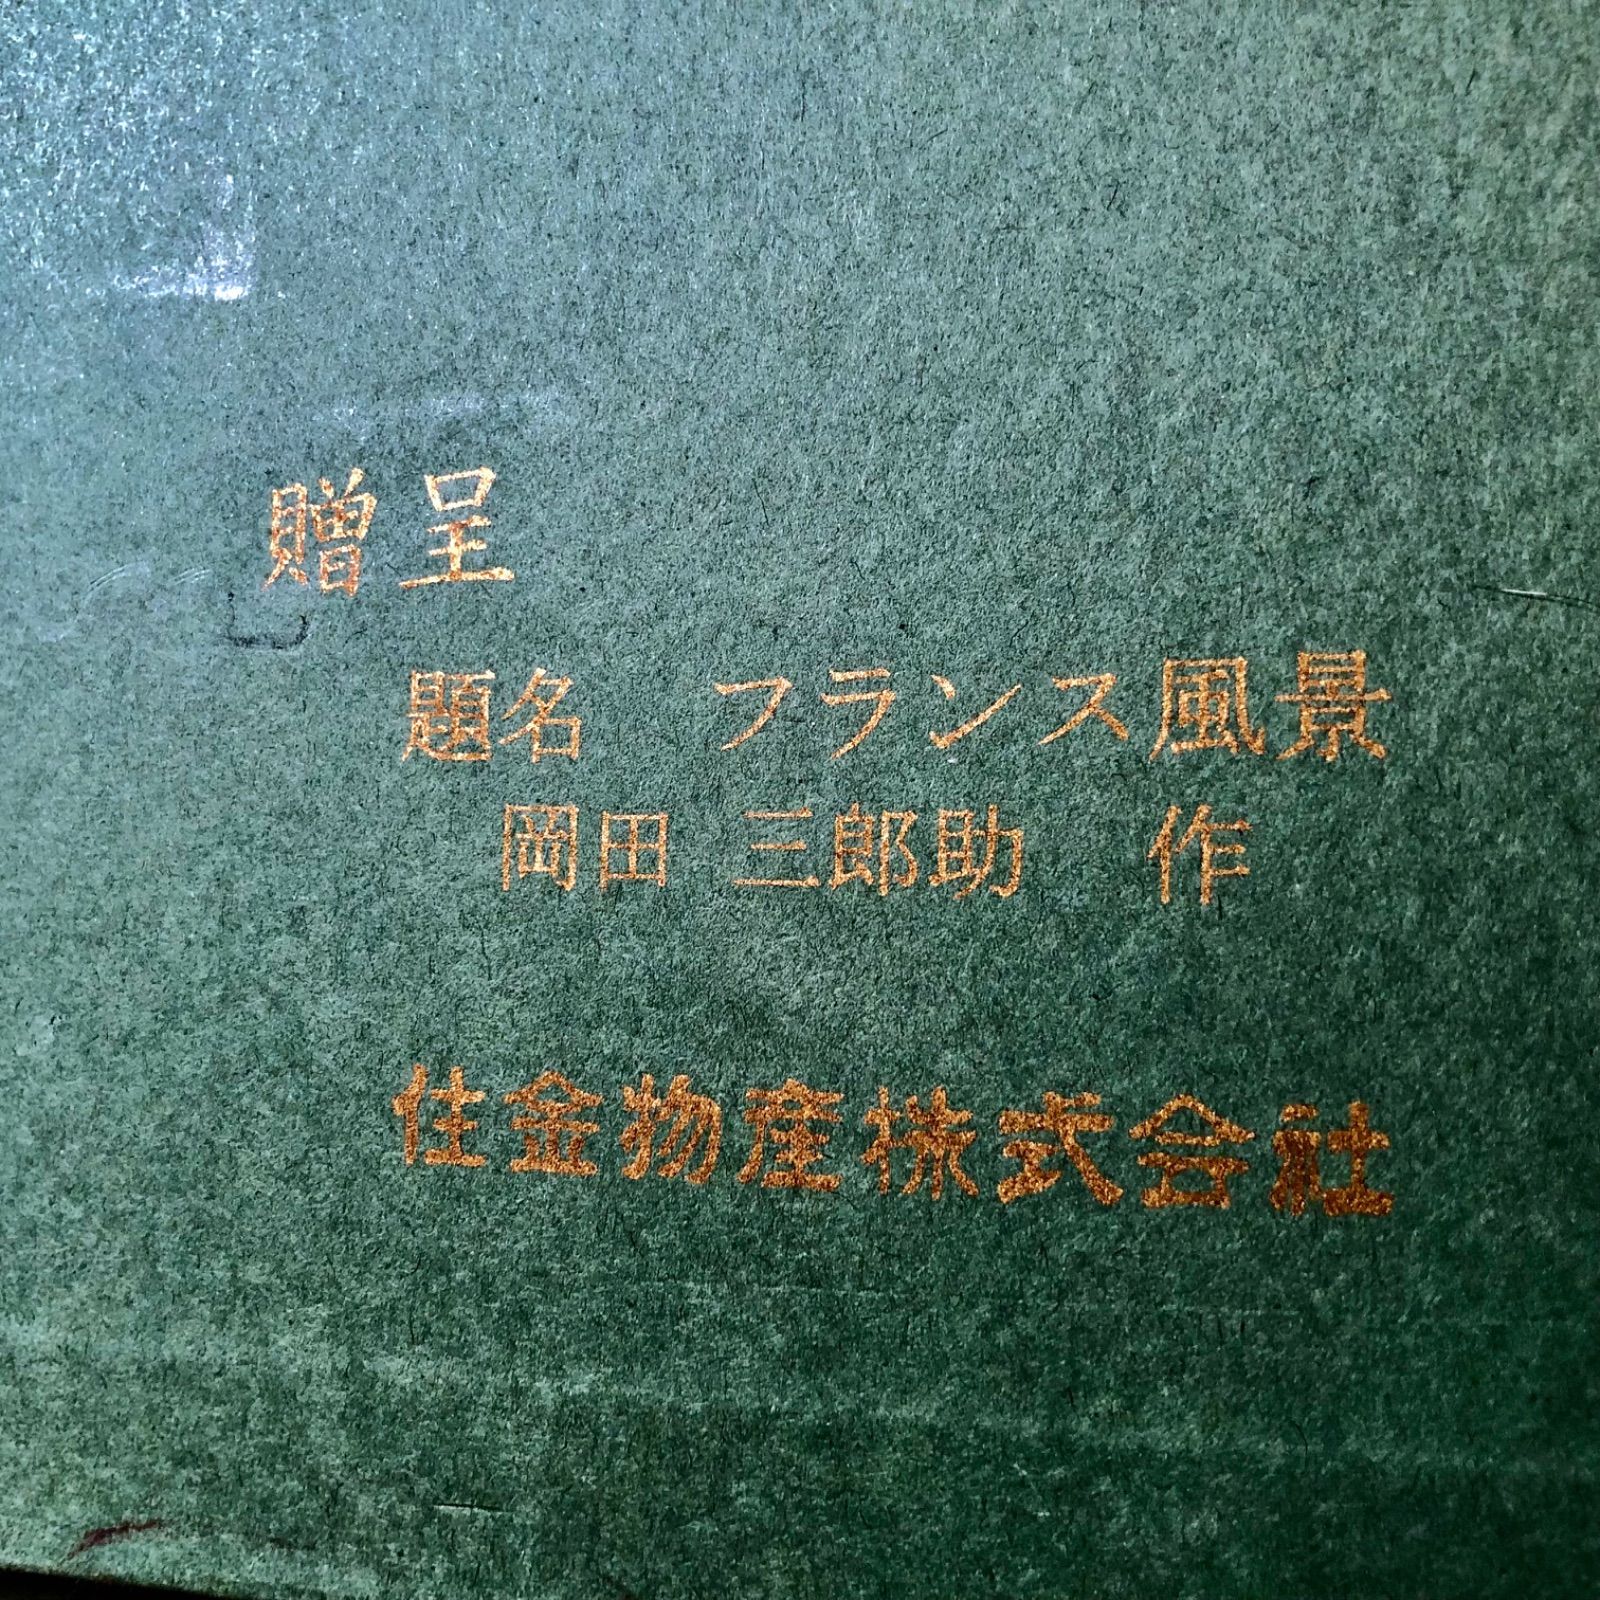 贈呈
題名　フランス風景
岡田 三郎助　作
住金物産株式会社